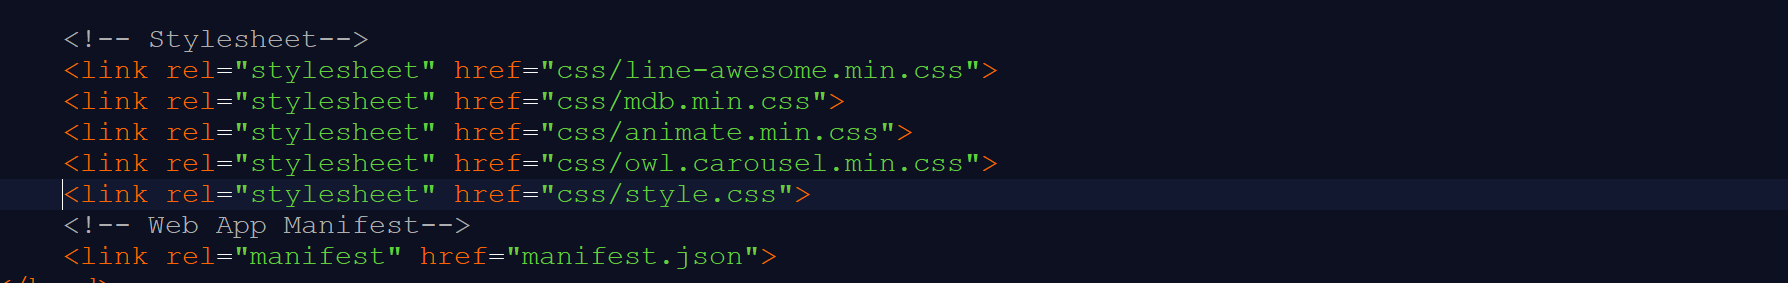 <!-- Stylesheet-->
<link rel="stylesheet" href="css/line-awesome.min.css">
<link rel="stylesheet" href="css/mdb.min.css">
<link rel="stylesheet" href="css/animate.min.css">
<link rel="stylesheet" href="css/owl.carousel.min.css">
<link rel="stylesheet" href="css/style.css">
<!-- Web App Manifest-->
<link rel="manifest" href="manifest.json">